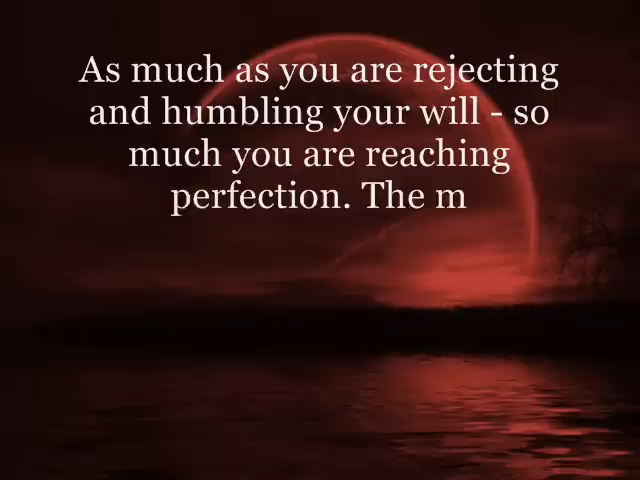 As much as you are rejecting
and humbling your will - so
much you are reaching
perfection. The m